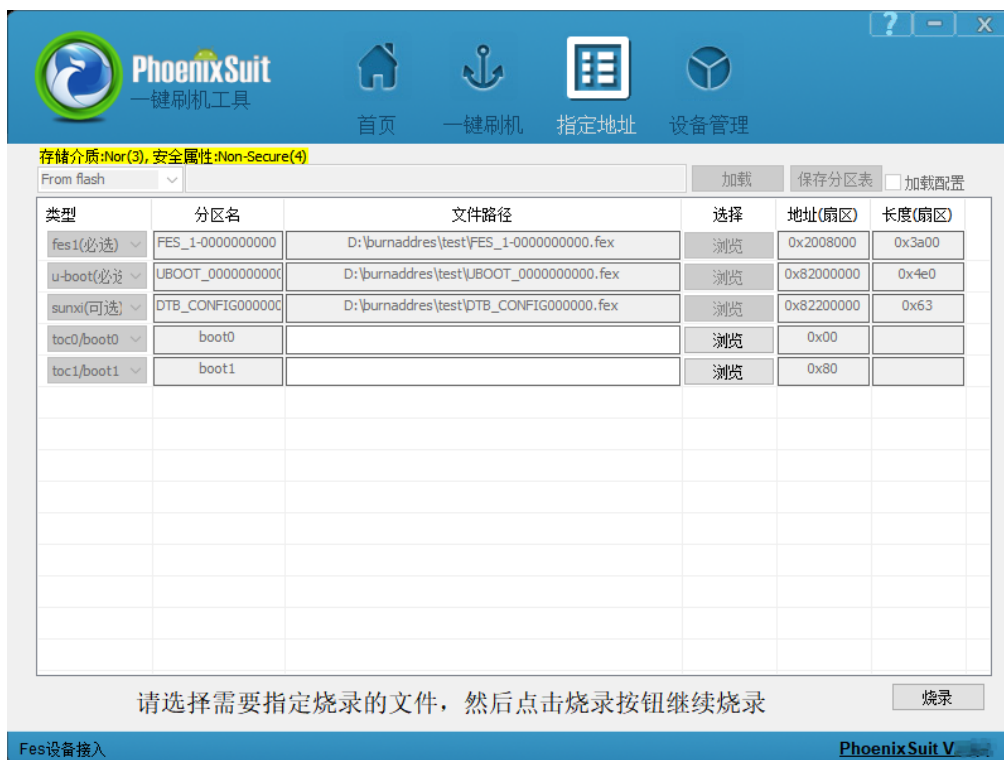 ? - X
PhoenixSuit
一键刷机工具
首页 一键刷机 指定地址 设备管理
存储介质:Nor(3), 安全属性:Non-Secure(4)
From flash 加载 保存分区表 加载配置
类型 分区名 文件路径 选择 地址(扇区) 长度(扇区)
fes1(必选) FES_1-0000000000 D:\burnaddres\test\FES_1-0000000000.fex 浏览 0x2008000 0x3a00
u-boot(必选 UBOOT_0000000000 D:\burnaddres\test\UBOOT_0000000000.fex 浏览 0x82000000 0x4e0
sunxi(可选) DTB_CONFIG000000 D:\burnaddres\test\DTB_CONFIG000000.fex 浏览 0x82200000 0x63
toc0/boot0 boot0 浏览 0x00
toc1/boot1 boot1 浏览 0x80
请选择需要指定烧录的文件，然后点击烧录按钮继续烧录 烧录
Fes设备接入 PhoenixSuit V